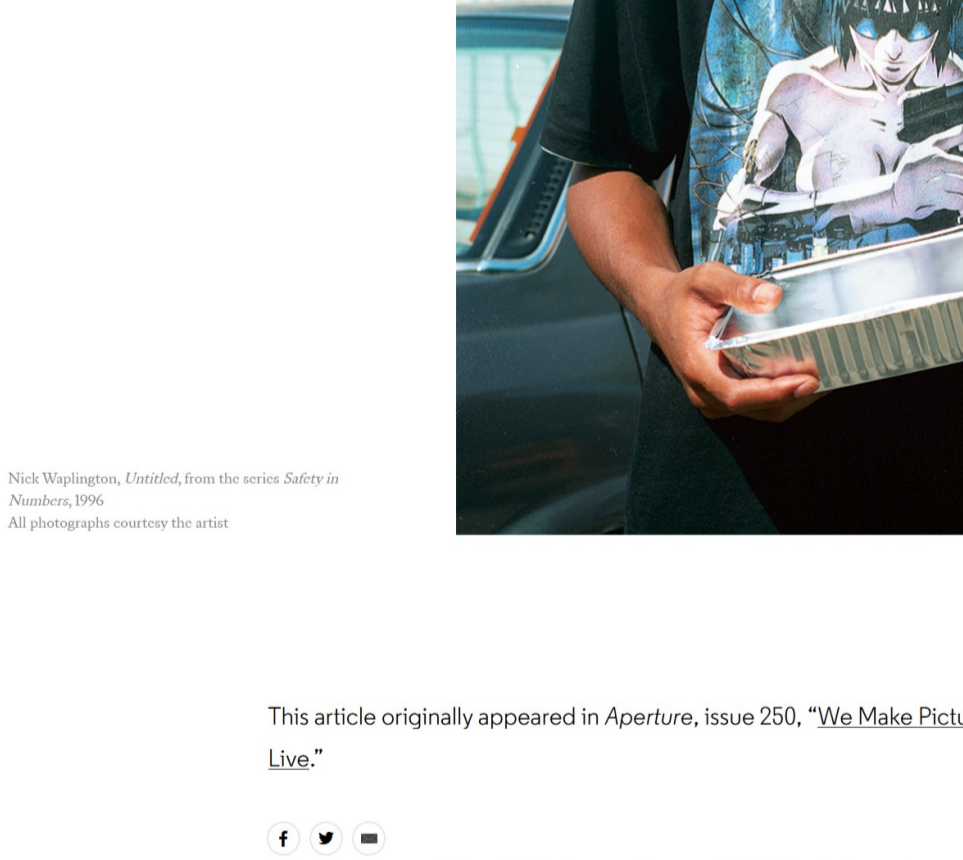 Nick Waplington, Untitled, from the series Safety in
Numbers, 1996
All photographs courtesy the artist
This article originally appeared in Aperture, issue 250, “We Make Pictu
Live.”